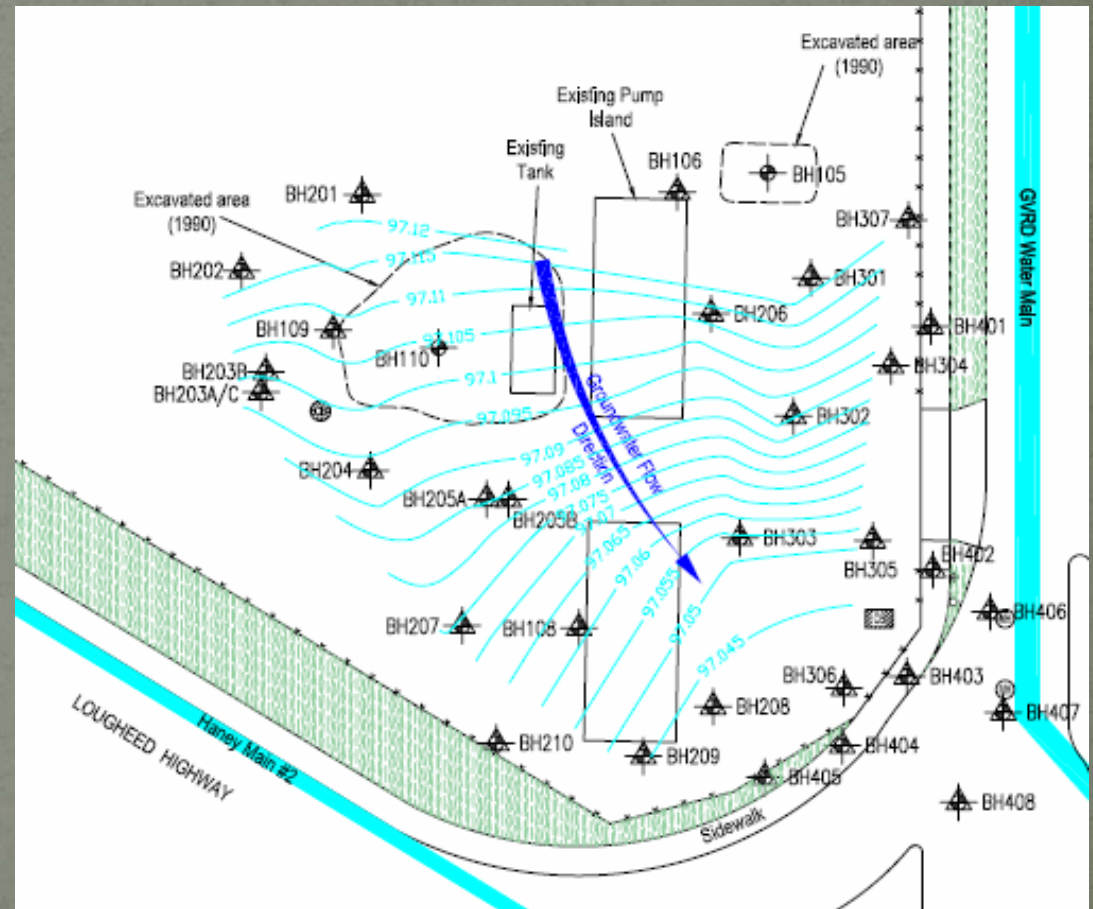 Excavated area
(1990)
Existing Pump
Island
Existing
Tank
BH106
BH105
BH201
Excavated area
(1990)
BH307
97.12
97.115
BH202
BH301
97.11
BH206
BH109
97.105
BH110
BH401
GVRD Water Main
BH203B
97.1
BH304
BH203A/C
97.095
BH302
Groundwater Flow
Direction
97.09
BH204
97.085
97.08
BH205A
97.075
BH205B
97.07
BH303
97.065
97.06
BH305
BH402
97.055
97.05
BH207
BH108
BH406
97.045
BH306
BH403
BH208
BH407
BH210
BH209
BH404
BH405
BH408
Sidewalk
Haney Main #2
LOUGHEED HIGHWAY